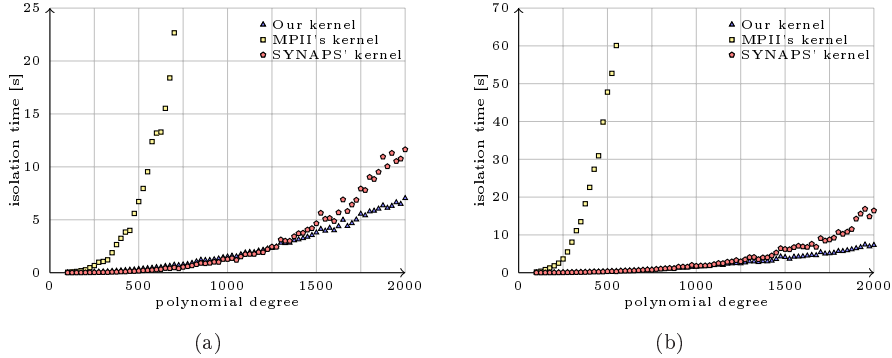 25
20
15
10
5
0
isolation time [s]
Our kernel
MPII's kernel
SYNAPS' kernel
0 500 1000 1500 2000
polynomial degree
(a)
70
60
50
40
30
20
10
0
isolation time [s]
Our kernel
MPII's kernel
SYNAPS' kernel
0 500 1000 1500 2000
polynomial degree
(b)